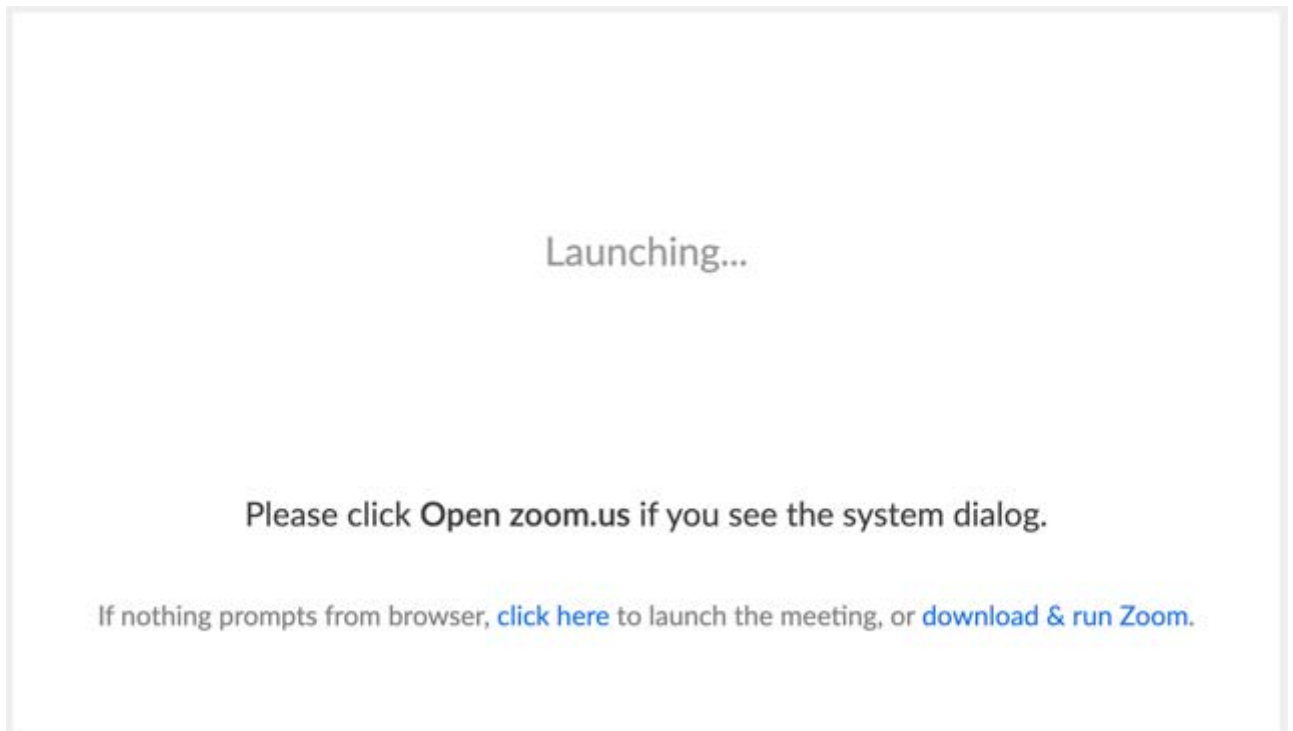 Launching...
Please click Open zoom.us if you see the system dialog.
If nothing prompts from browser, click here to launch the meeting, or download & run Zoom.